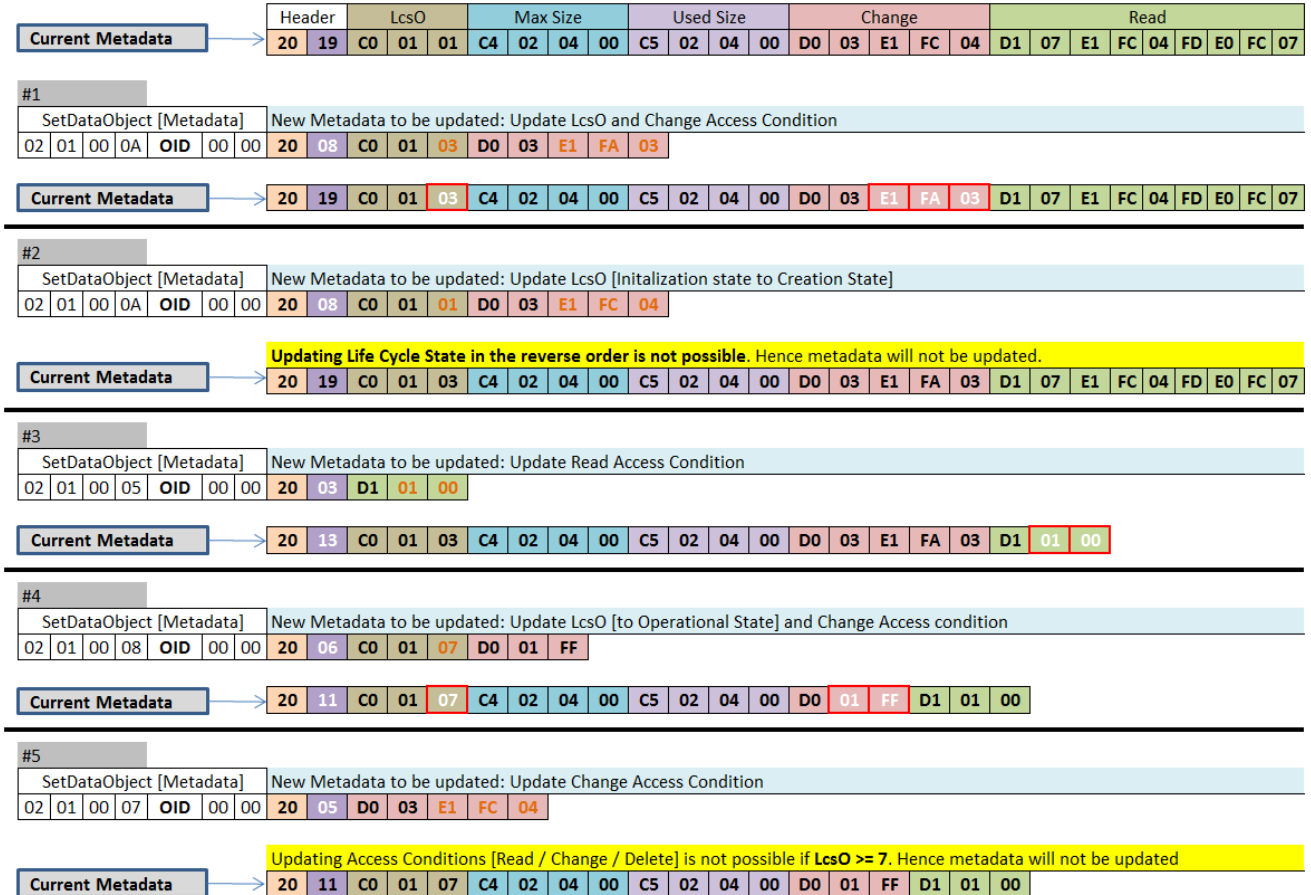 Header LcsO Max Size Used Size Change Read
Current Metadata 20 19 C0 01 01 C4 02 04 00 C5 02 04 00 D0 03 E1 FC 04 D1 07 E1 FC 04 FD E0 FC 07
#1
SetDataObject [Metadata] New Metadata to be updated: Update LcsO and Change Access Condition
02 01 00 0A OID 00 00 20 08 C0 01 03 D0 03 E1 FA 03
Current Metadata 20 19 C0 01 03 C4 02 04 00 C5 02 04 00 D0 03 E1 FA 03 D1 07 E1 FC 04 FD E0 FC 07
#2
SetDataObject [Metadata] New Metadata to be updated: Update LcsO [Initalization state to Creation State]
02 01 00 0A OID 00 00 20 08 C0 01 01 D0 03 E1 FC 04
Updating Life Cycle State in the reverse order is not possible. Hence metadata will not be updated.
Current Metadata 20 19 C0 01 03 C4 02 04 00 C5 02 04 00 D0 03 E1 FA 03 D1 07 E1 FC 04 FD E0 FC 07
#3
SetDataObject [Metadata] New Metadata to be updated: Update Read Access Condition
02 01 00 05 OID 00 00 20 03 D1 01 00
Current Metadata 20 13 C0 01 03 C4 02 04 00 C5 02 04 00 D0 03 E1 FA 03 D1 01 00
#4
SetDataObject [Metadata] New Metadata to be updated: Update LcsO [to Operational State] and Change Access condition
02 01 00 08 OID 00 00 20 06 C0 01 07 D0 01 FF
Current Metadata 20 11 C0 01 07 C4 02 04 00 C5 02 04 00 D0 01 FF D1 01 00
#5
SetDataObject [Metadata] New Metadata to be updated: Update Change Access Condition
02 01 00 07 OID 00 00 20 05 D0 03 E1 FC 04
Updating Access Conditions [Read / Change / Delete] is not possible if LcsO >= 7. Hence metadata will not be updated
Current Metadata 20 11 C0 01 07 C4 02 04 00 C5 02 04 00 D0 01 FF D1 01 00